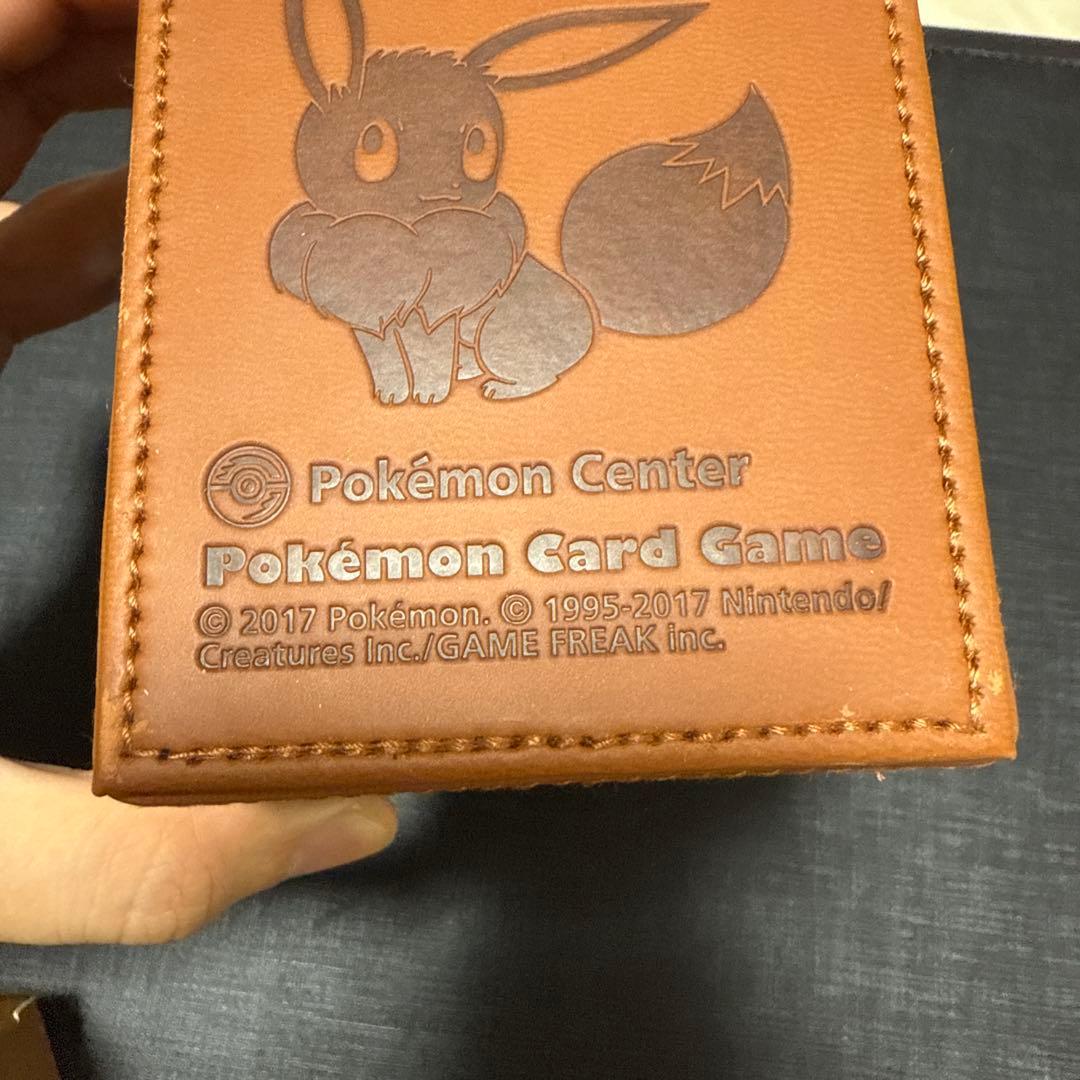 Pokémon Center
Pokémon Card Game
© 2017 Pokémon. © 1995-2017 Nintendo/
Creatures Inc./GAME FREAK inc.